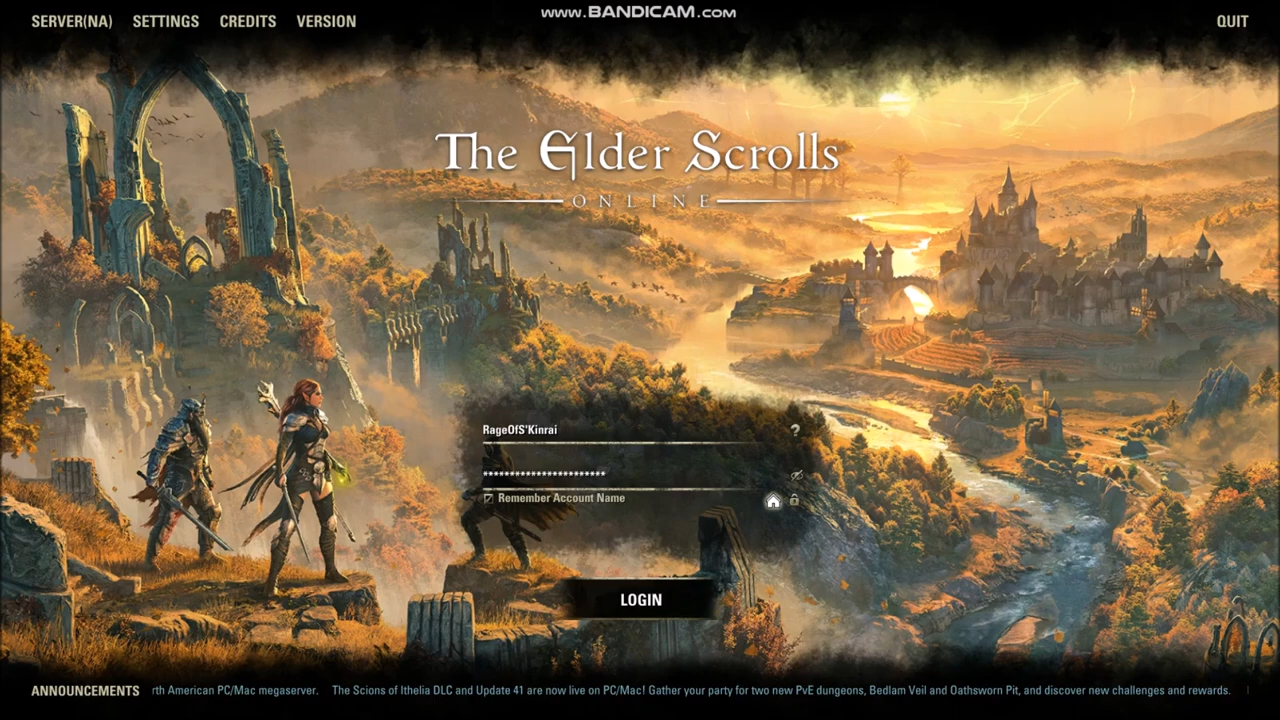 www.BANDICAM.com
SERVER(NA) SETTINGS CREDITS VERSION QUIT
The Elder Scrolls
ONLINE
RageOfS'Kinrai
?
***********************
Remember Account Name
LOGIN
ANNOUNCEMENTS rth American PC/Mac megaserver. The Scions of Ithelia DLC and Update 41 are now live on PC/Mac! Gather your party for two new PvE dungeons, Bedlam Veil and Oathsworn Pit, and discover new challenges and rewards.